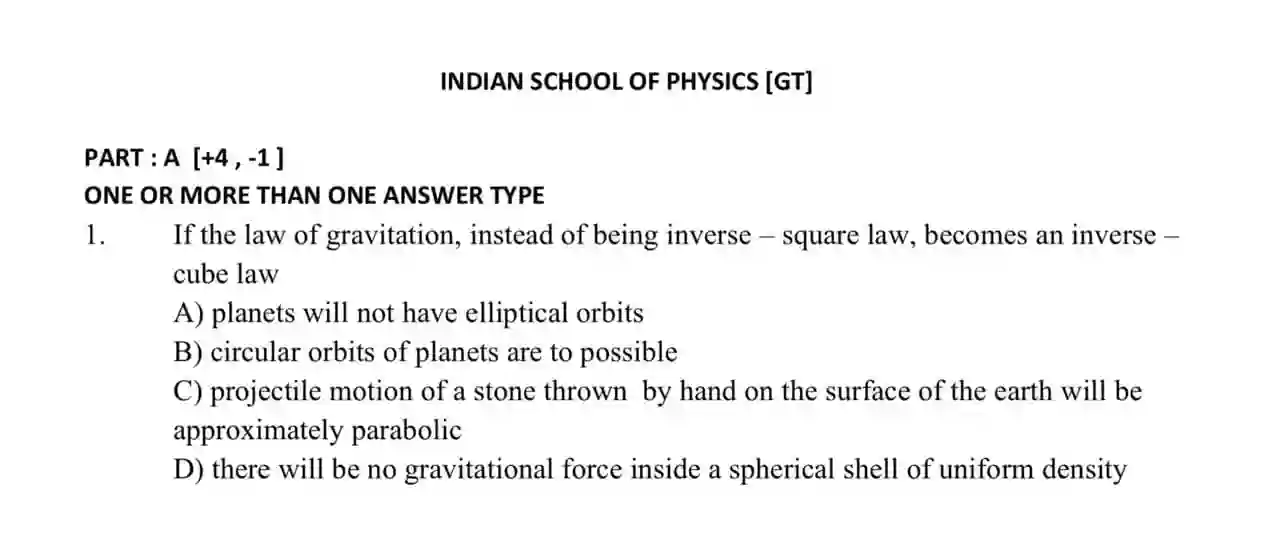 INDIAN SCHOOL OF PHYSICS [GT]
PART : A [+4 , -1 ]
ONE OR MORE THAN ONE ANSWER TYPE
1. If the law of gravitation, instead of being inverse – square law, becomes an inverse –
cube law
A) planets will not have elliptical orbits
B) circular orbits of planets are to possible
C) projectile motion of a stone thrown by hand on the surface of the earth will be
approximately parabolic
D) there will be no gravitational force inside a spherical shell of uniform density